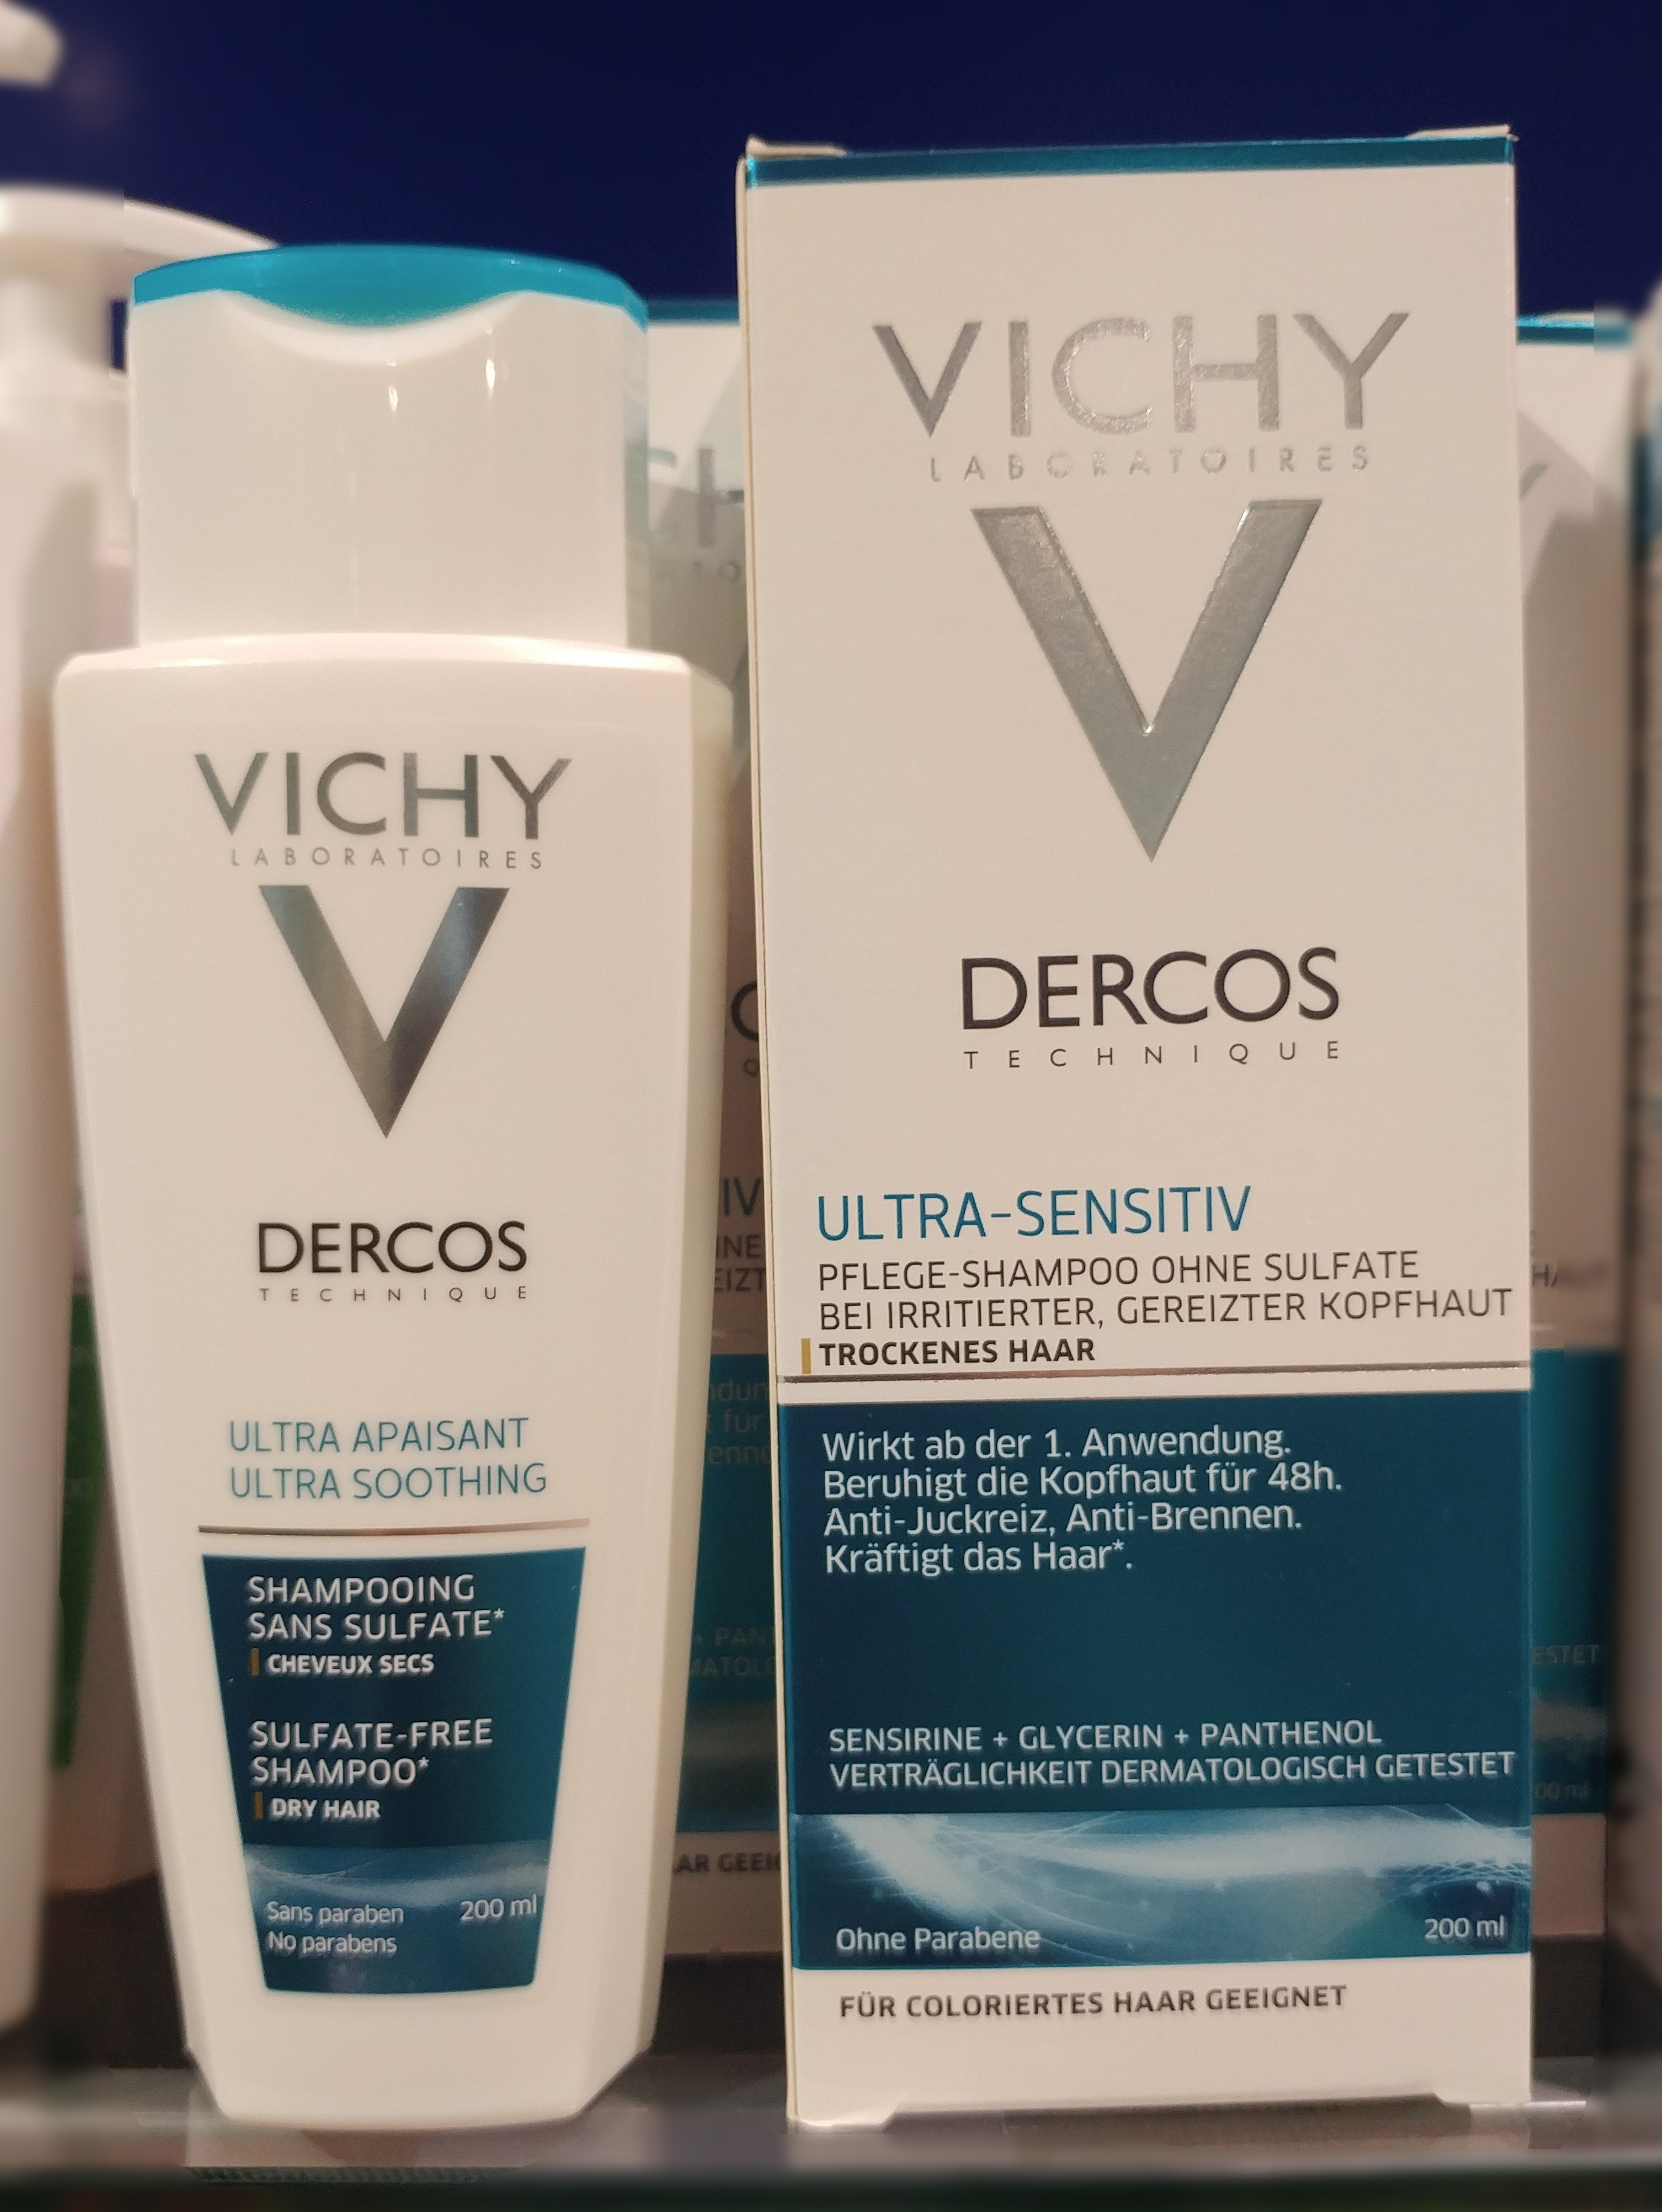 VICHY
LABORATOIRES
V
DERCOS
TECHNIQUE
ULTRA APAISANT
ULTRA SOOTHING
SHAMPOOING
SANS SULFATE*
CHEVEUX SECS
SULFATE-FREE
SHAMPOO*
DRY HAIR
Sans paraben
No parabens
200 ml
VICHY
LABORATOIRES
V
DERCOS
TECHNIQUE
ULTRA-SENSITIV
PFLEGE-SHAMPOO OHNE SULFATE
BEI IRRITIERTER, GEREIZTER KOPFHAUT
TROCKENES HAAR
Wirkt ab der 1. Anwendung.
Beruhigt die Kopfhaut für 48h.
Anti-Juckreiz, Anti-Brennen.
Kräftigt das Haar*.
SENSIRINE + GLYCERIN + PANTHENOL
VERTRÄGLICHKEIT DERMATOLOGISCH GETESTET
Ohne Parabene
200 ml
FÜR COLORIERTES HAAR GEEIGNET